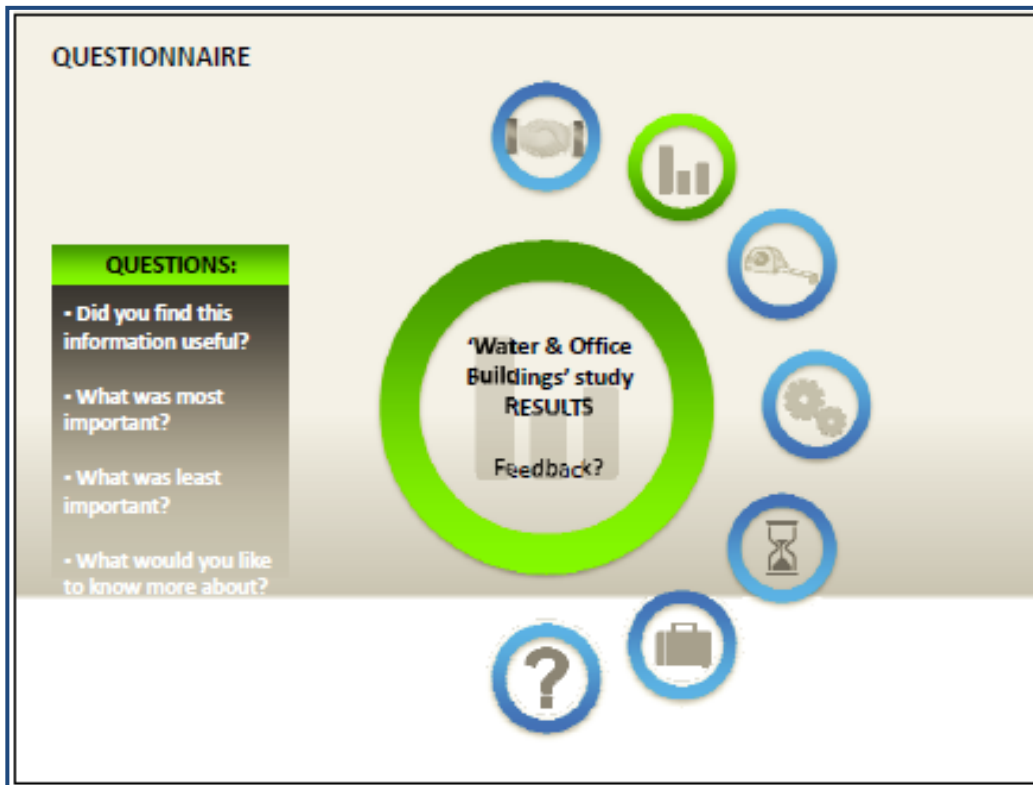 QUESTIONNAIRE
QUESTIONS:
• Did you find this
information useful?
• What was most
important?
• What was least
important?
• What would you like
to know more about?
‘Water & Office
Buildings’ study
RESULTS
Feedback?
?